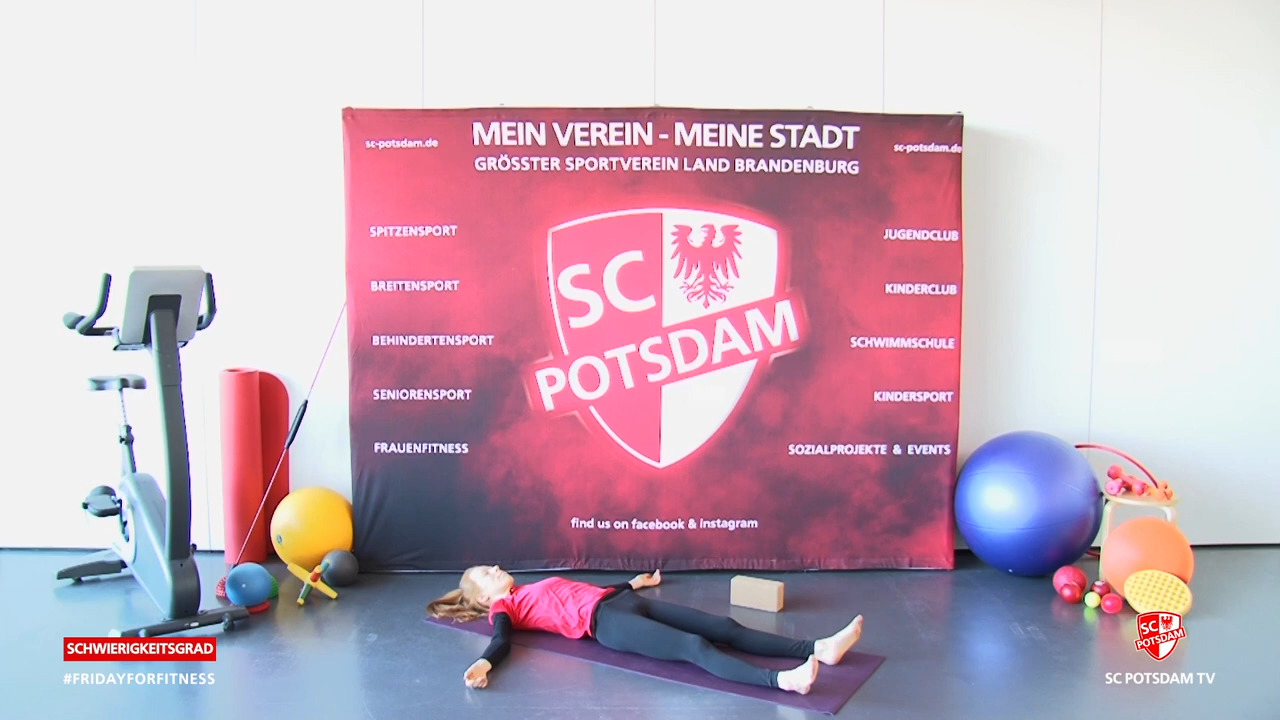 MEIN VEREIN - MEINE STADT
GRÖSSTER SPORTVEREIN LAND BRANDENBURG
sc-potsdam.de
sc-potsdam.de
SPITZENSPORT
BREITENSPORT
BEHINDERTENSPORT
SENIORENSPORT
FRAUENFITNESS
SC
POTSDAM
JUGENDCLUB
KINDERCLUB
SCHWIMMSCHULE
KINDERSPORT
SOZIALPROJEKTE & EVENTS
find us on facebook & instagram
SCHWIERIGKEITSGRAD
#FRIDAYFORFITNESS
SC
POTSDAM
SC POTSDAM TV